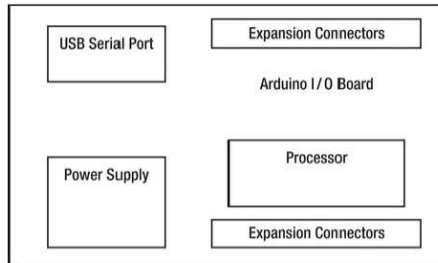 USB Serial Port
Expansion Connectors
Arduino I/O Board
Power Supply
Processor
Expansion Connectors